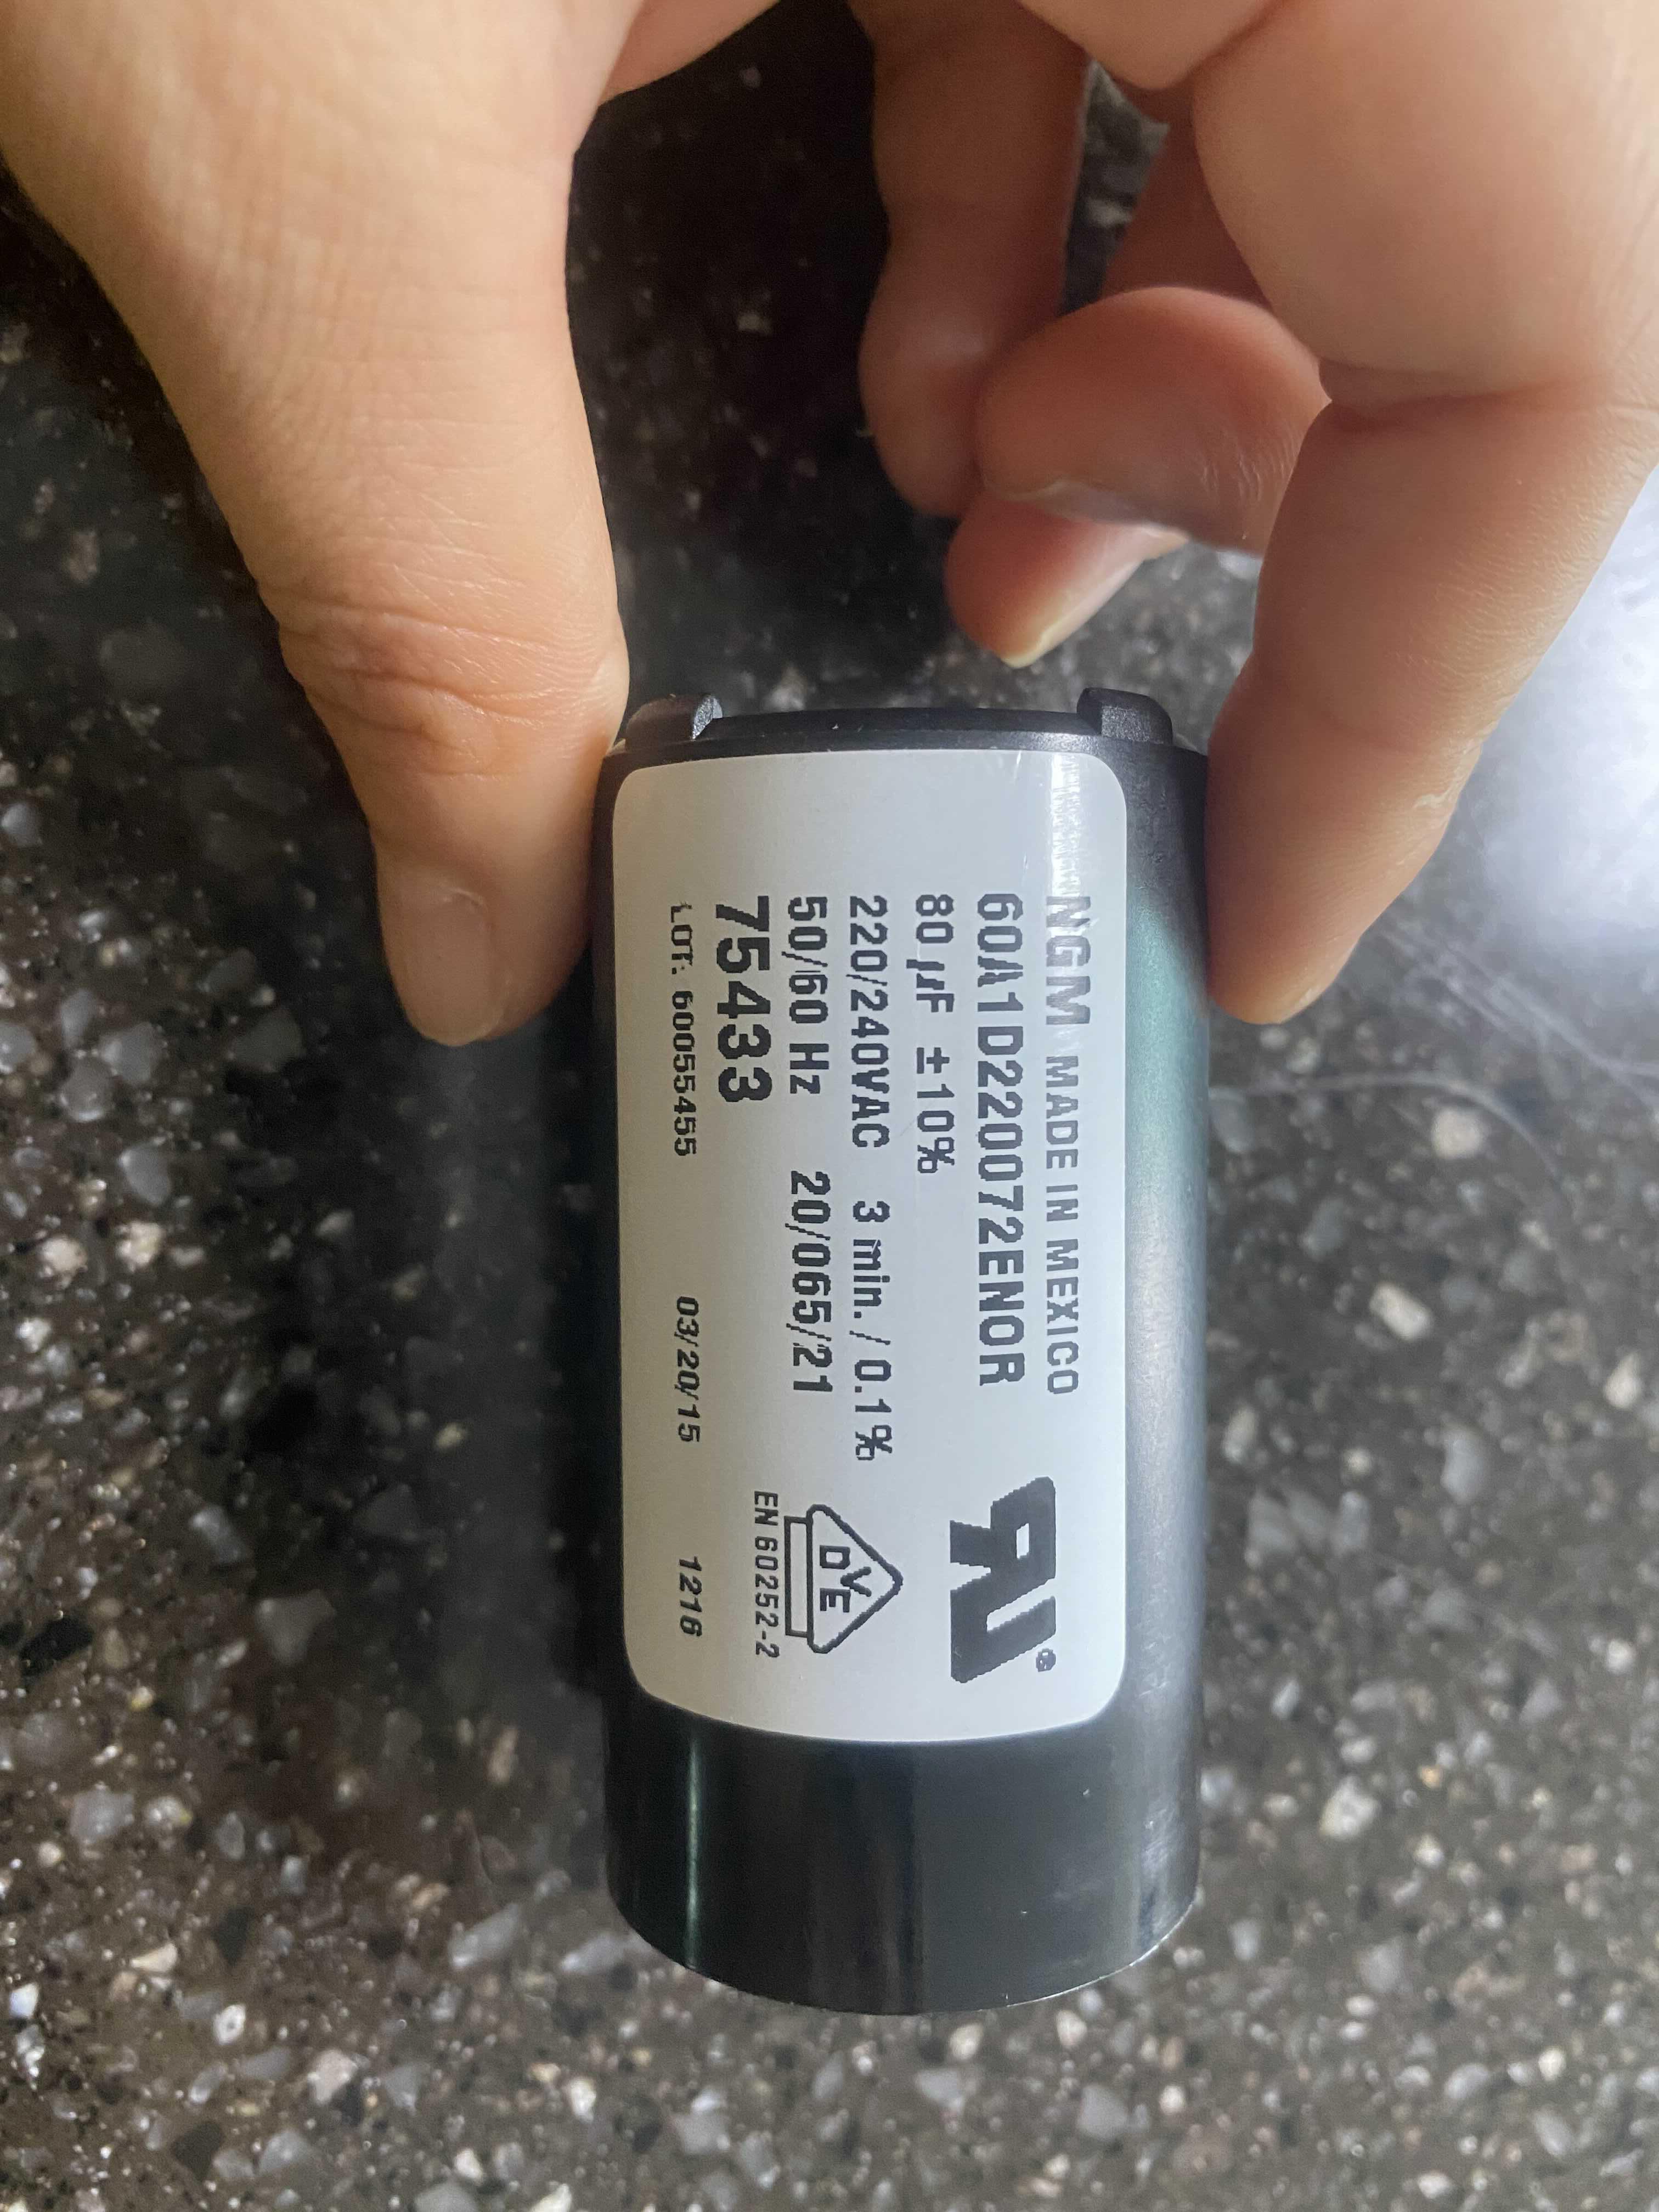 NGM MADE IN MEXICO
60A1D220072ENOR
80 µF ±10%
220/240VAC 3 min. / 0.1%
50/60 Hz 20/065/21
75433
LOT. 60055455 03/20/15 1216
RU®
DVE
EN 60252-2